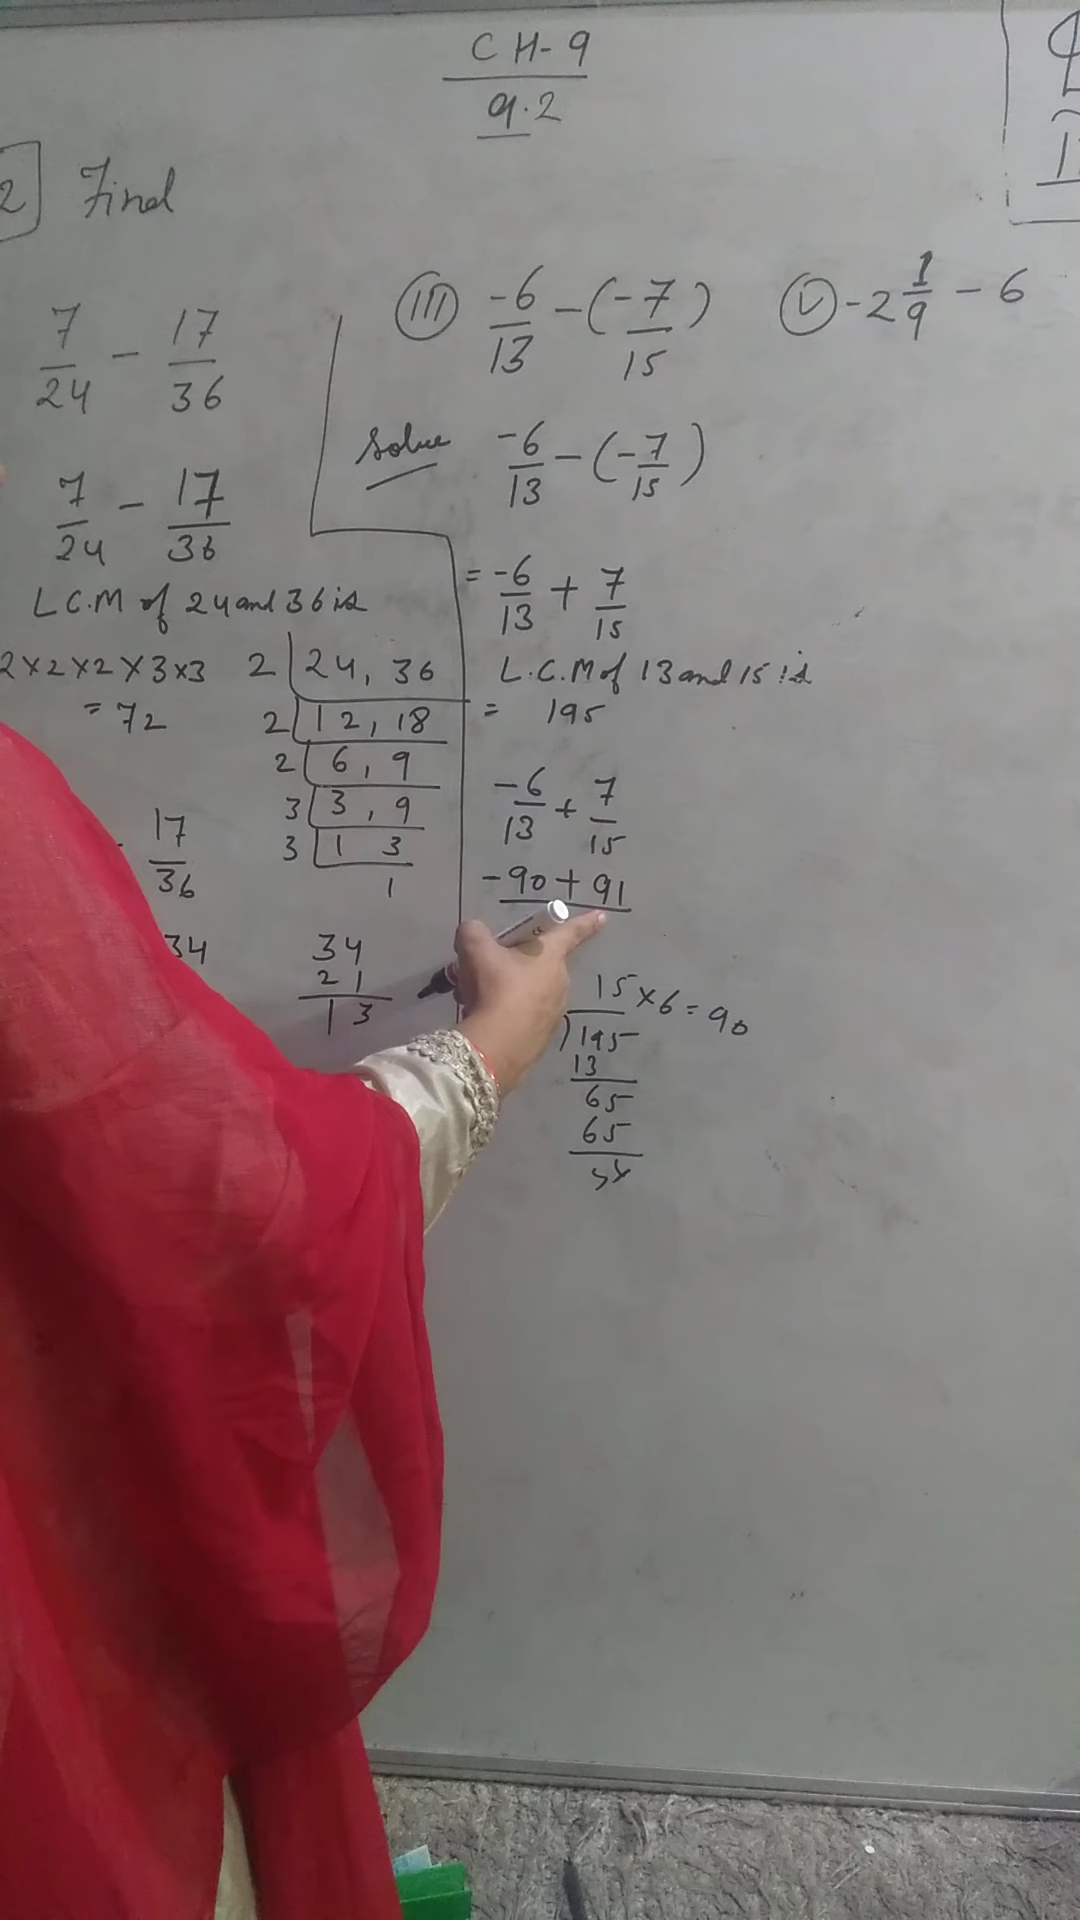 CH-9
9.2
2] Find
7/24 - 17/36
7/24 - 17/36
L.C.M of 24 and 36 is
2×2×2×3×3
= 72
2 | 24, 36
2 | 12, 18
2 | 6, 9
3 | 3, 9
3 | 1 3
1
17/36
34
34
21
13
(III) -6/13 - (-7/15)
Solve -6/13 - (-7/15)
= -6/13 + 7/15
L.C.M of 13 and 15 is
= 195
-6/13 + 7/15
-90 + 91
15 × 6 = 90
)195
13
65
65
(V) -2 1/9 - 6